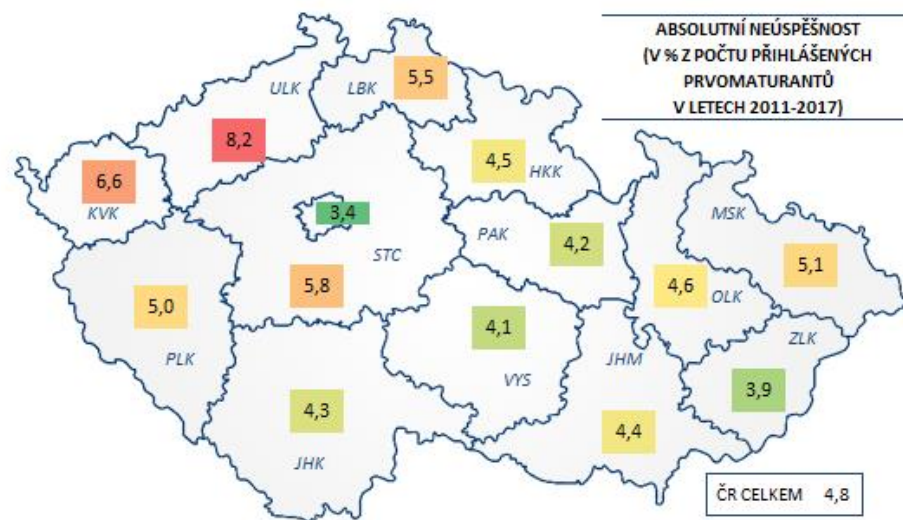 ABSOLUTNÍ NEÚSPĚŠNOST
(V % Z POČTU PŘIHLÁŠENÝCH
PRVOMATURANTŮ
V LETECH 2011-2017)
ULK
8,2
LBK
5,5
6,6
KVK
4,5
HKK
3,4
STC
5,8
PAK
4,2
MSK
5,1
4,6
OLK
5,0
PLK
4,1
VYS
JHM
4,4
ZLK
3,9
4,3
JHK
ČR CELKEM 4,8